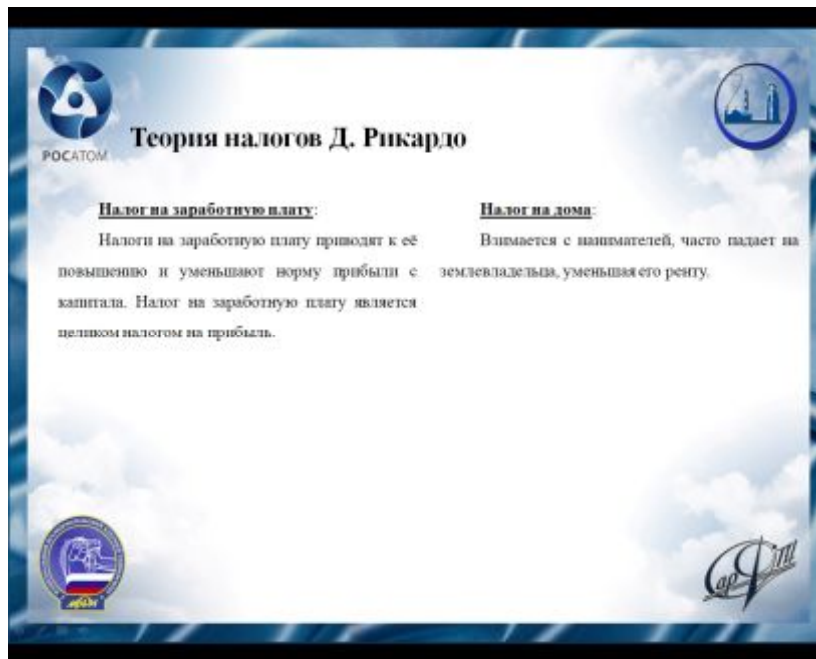 РОСАТОМ
Теория налогов Д. Рикардо
Налог на заработную плату:
Налоги на заработную плату приводят к её
повышению и уменьшают норму прибыли с
капитала. Налог на заработную плату является
целиком налогом на прибыль.
Налог на дома:
Взимается с нанимателей, часто падает на
землевладельца, уменьшая его ренту.
СарФТИ